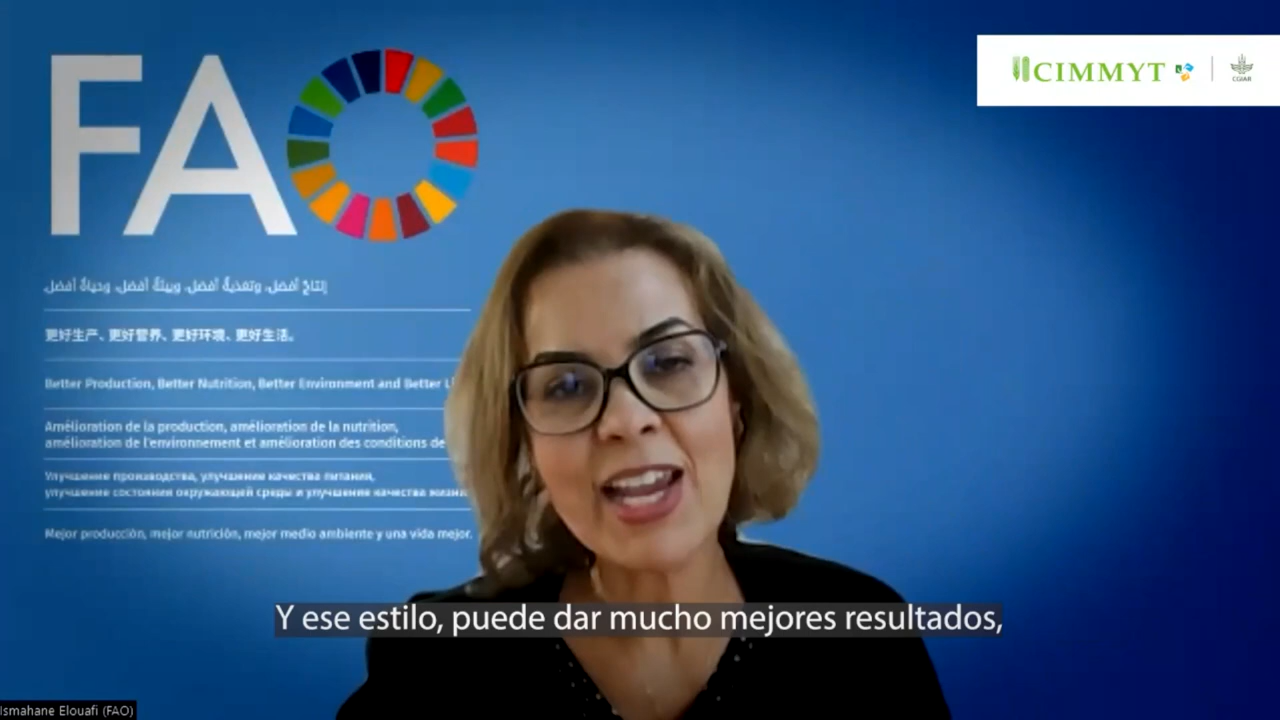 FAO
CIMMYT
CGIAR
إنتاجٌ أفضل، وتغذيةٌ أفضل، وبيئةٌ أفضل، وحياةٌ أفضل.
更好生产、更好营养、更好环境、更好生活。
Better Production, Better Nutrition, Better Environment and Better L
Amélioration de la production, amélioration de la nutrition,
amélioration de l'environnement et amélioration des conditions de
Улучшение производства, улучшение качества питания,
улучшение состояния окружающей среды и улучшение качества жизни
Mejor producción, mejor nutrición, mejor medio ambiente y una vida mejor.
Y ese estilo, puede dar mucho mejores resultados,
Ismahane Elouafi (FAO)